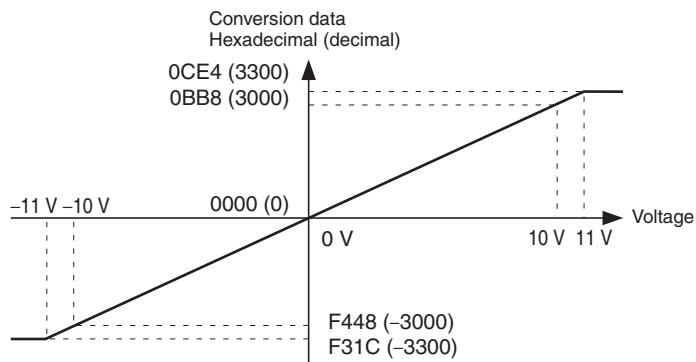 Conversion data
Hexadecimal (decimal)
0CE4 (3300)
0BB8 (3000)
−11 V −10 V
0000 (0)
Voltage
0 V
10 V
11 V
F448 (−3000)
F31C (−3300)